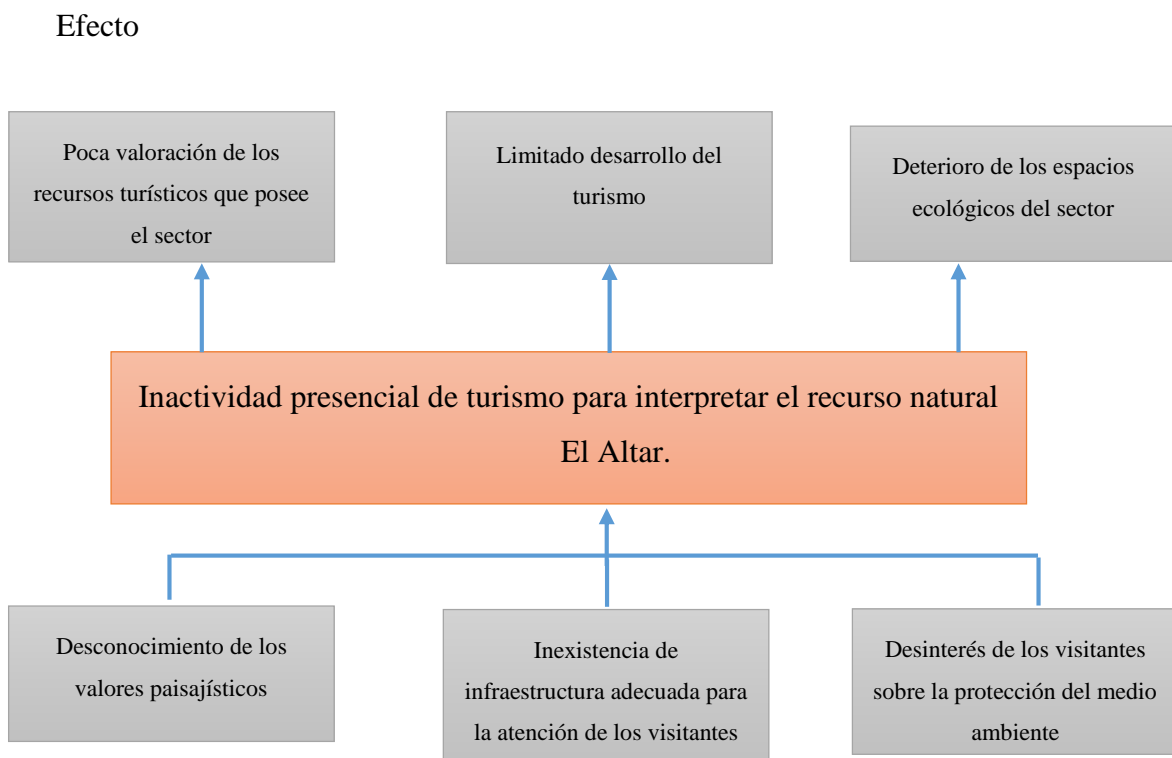 Efecto
Poca valoración de los
recursos turísticos que posee
el sector
Limitado desarrollo del
turismo
Deterioro de los espacios
ecológicos del sector
Inactividad presencial de turismo para interpretar el recurso natural
El Altar.
Desconocimiento de los
valores paisajísticos
Inexistencia de
infraestructura adecuada para
la atención de los visitantes
Desinterés de los visitantes
sobre la protección del medio
ambiente